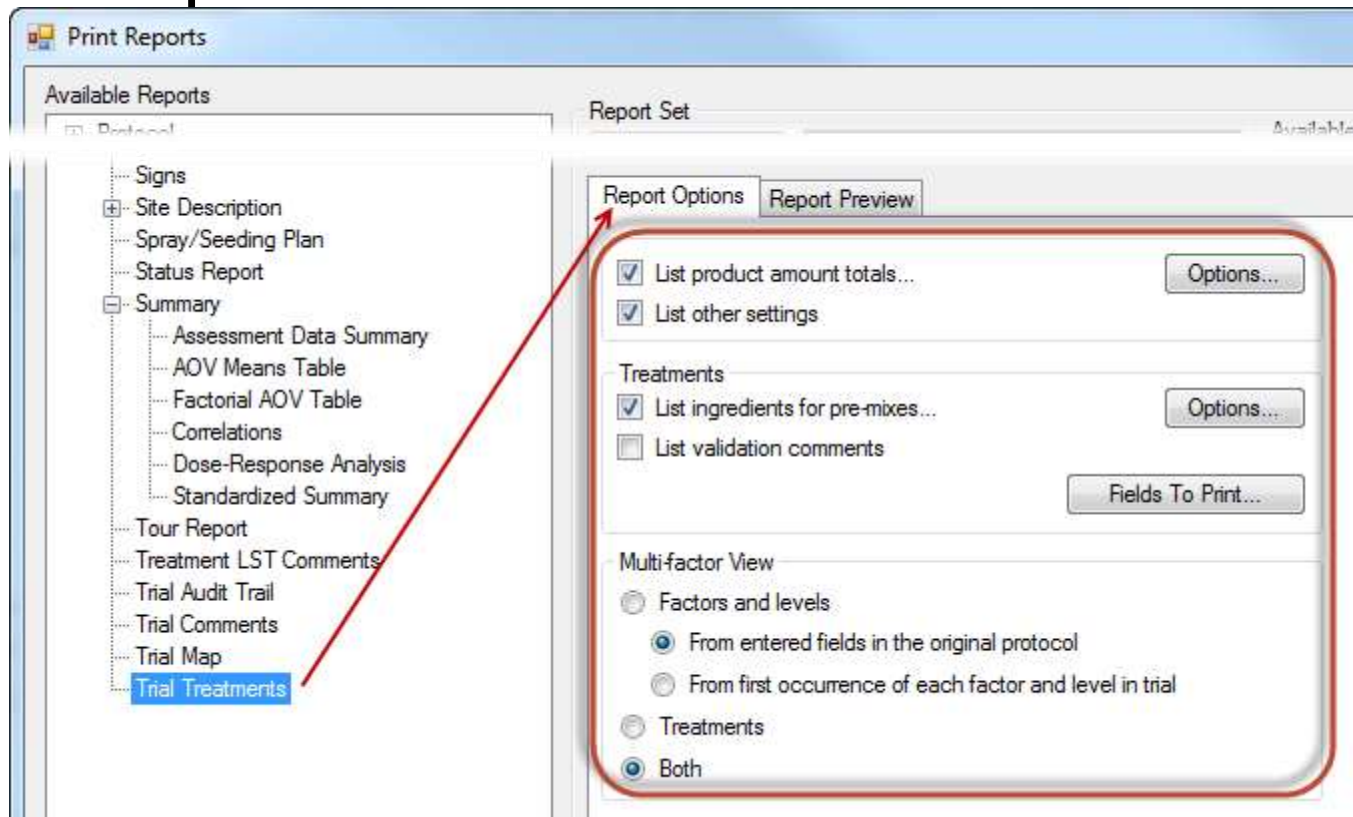 Print Reports
Available Reports
Protocol
Signs
Site Description
Spray/Seeding Plan
Status Report
Summary
Assessment Data Summary
AOV Means Table
Factorial AOV Table
Correlations
Dose-Response Analysis
Standardized Summary
Tour Report
Treatment LST Comments
Trial Audit Trail
Trial Comments
Trial Map
Trial Treatments
Report Set
Available
Report Options Report Preview
List product amount totals... Options...
List other settings
Treatments
List ingredients for pre-mixes... Options...
List validation comments
Fields To Print...
Multi-factor View
Factors and levels
From entered fields in the original protocol
From first occurrence of each factor and level in trial
Treatments
Both